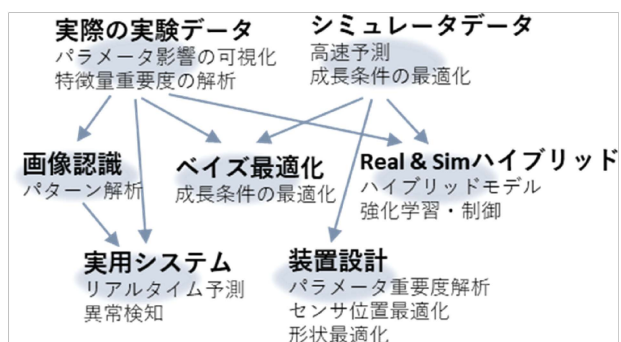 実際の実験データ
パラメータ影響の可視化
特徴量重要度の解析
シミュレータデータ
高速予測
成長条件の最適化
画像認識
パターン解析
ベイズ最適化
成長条件の最適化
Real & Simハイブリッド
ハイブリッドモデル
強化学習・制御
実用システム
リアルタイム予測
異常検知
装置設計
パラメータ重要度解析
センサ位置最適化
形状最適化